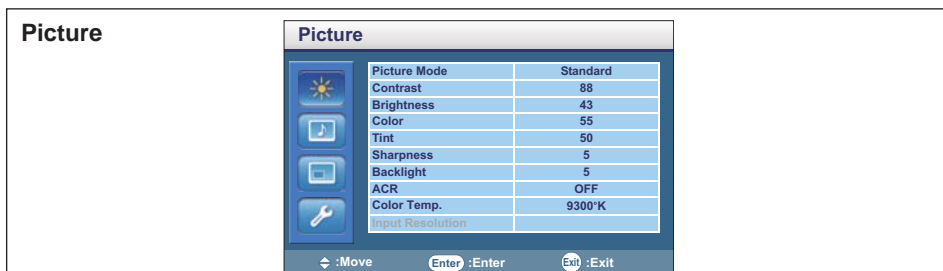 Picture
Picture
Picture Mode Standard
Contrast 88
Brightness 43
Color 55
Tint 50
Sharpness 5
Backlight 5
ACR OFF
Color Temp. 9300°K
Input Resolution
:Move Enter :Enter Exit :Exit